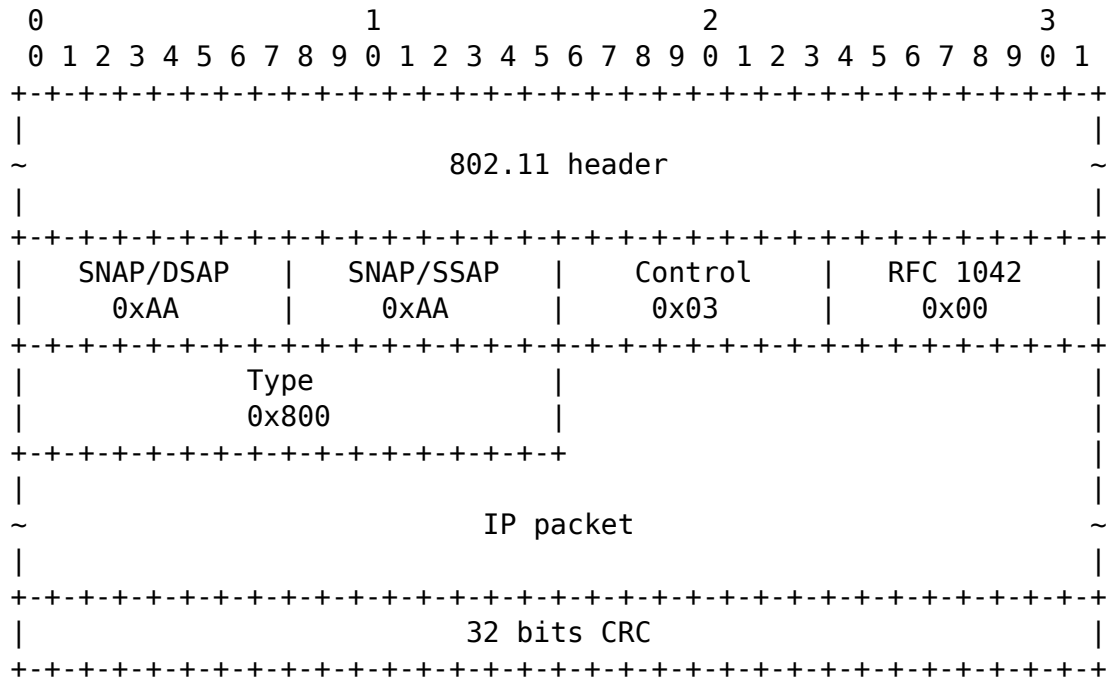 0                   1                   2                   3
 0 1 2 3 4 5 6 7 8 9 0 1 2 3 4 5 6 7 8 9 0 1 2 3 4 5 6 7 8 9 0 1
+-+-+-+-+-+-+-+-+-+-+-+-+-+-+-+-+-+-+-+-+-+-+-+-+-+-+-+-+-+-+-+-+
|                                                               |
~                         802.11 header                         ~
|                                                               |
+-+-+-+-+-+-+-+-+-+-+-+-+-+-+-+-+-+-+-+-+-+-+-+-+-+-+-+-+-+-+-+-+
|   SNAP/DSAP   |   SNAP/SSAP   |    Control    |   RFC 1042    |
|     0xAA      |     0xAA      |     0x03      |     0x00      |
+-+-+-+-+-+-+-+-+-+-+-+-+-+-+-+-+-+-+-+-+-+-+-+-+-+-+-+-+-+-+-+-+
|             Type              |                               |
|             0x800             |                               |
+-+-+-+-+-+-+-+-+-+-+-+-+-+-+-+-+                               |
|                                                               |
~                           IP packet                           ~
|                                                               |
+-+-+-+-+-+-+-+-+-+-+-+-+-+-+-+-+-+-+-+-+-+-+-+-+-+-+-+-+-+-+-+-+
|                          32 bits CRC                          |
+-+-+-+-+-+-+-+-+-+-+-+-+-+-+-+-+-+-+-+-+-+-+-+-+-+-+-+-+-+-+-+-+